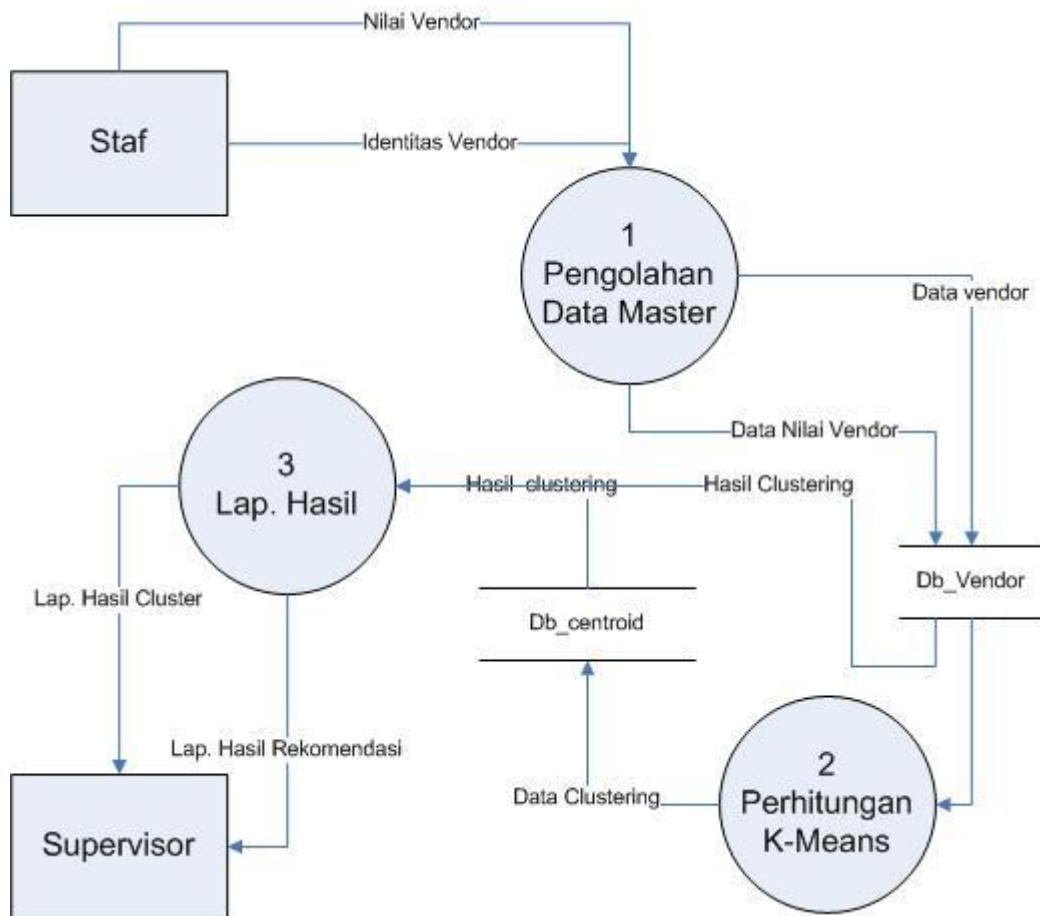 Nilai Vendor
Staf
Identitas Vendor
1
Pengolahan
Data Master
Data vendor
Data Nilai Vendor
3
Lap. Hasil
Hasil clustering
Hasil Clustering
Db_Vendor
Lap. Hasil Cluster
Db_centroid
Lap. Hasil Rekomendasi
2
Perhitungan
K-Means
Data Clustering
Supervisor